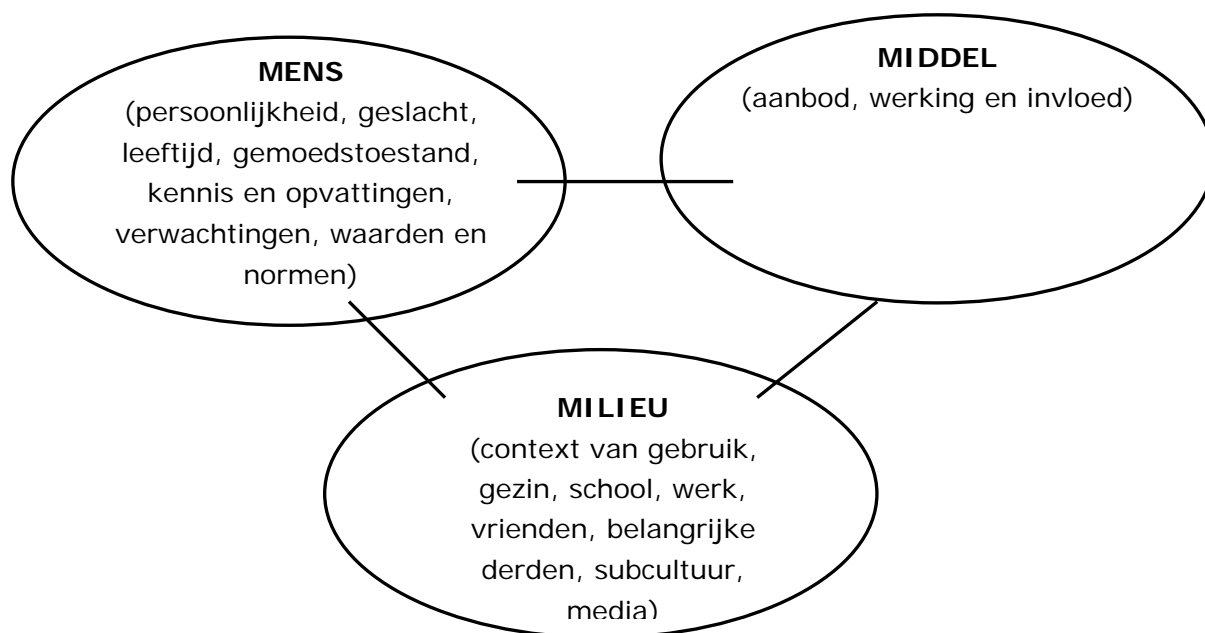 MENS
(persoonlijkheid, geslacht,
leeftijd, gemoedstoestand,
kennis en opvattingen,
verwachtingen, waarden en
normen)
MIDDEL
(aanbod, werking en invloed)
MILIEU
(context van gebruik,
gezin, school, werk,
vrienden, belangrijke
derden, subcultuur,
media)